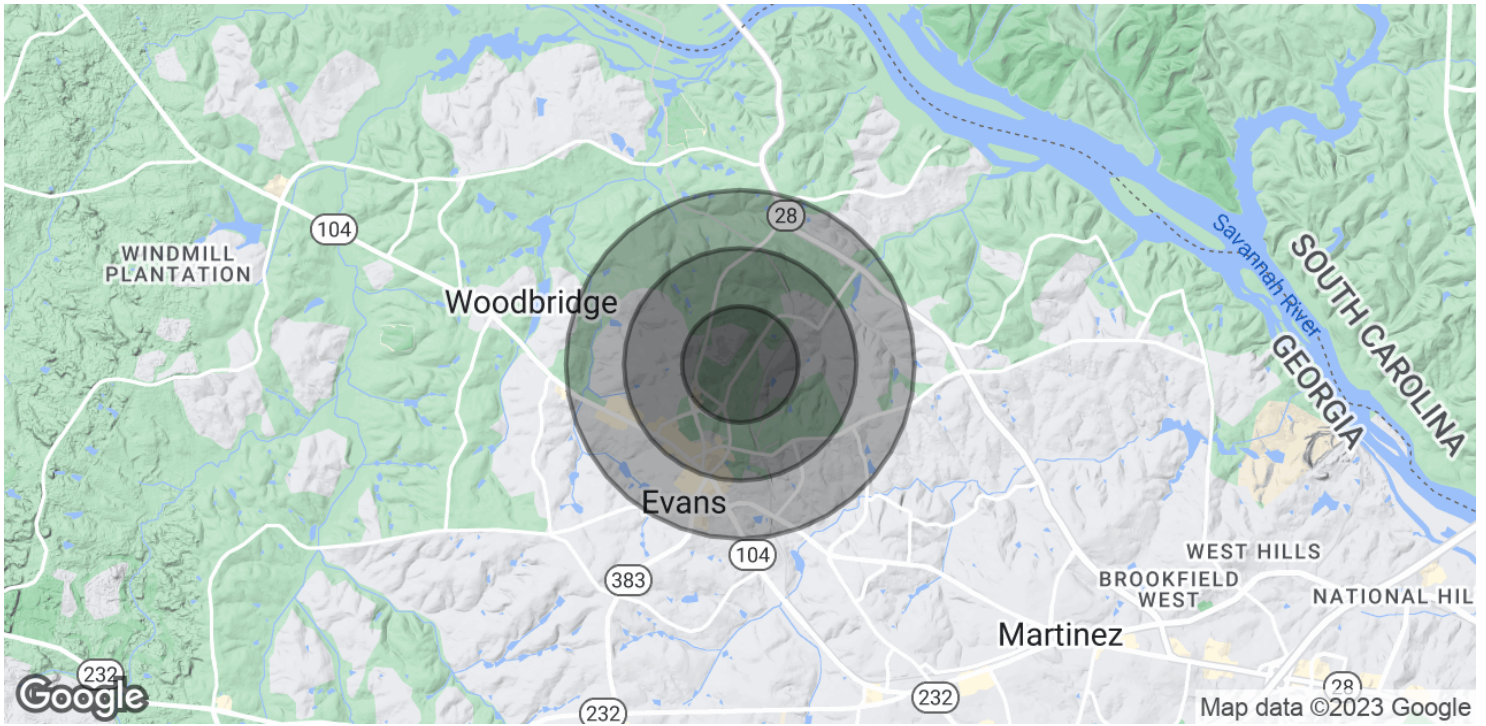 28
104
WINDMILL
PLANTATION
Woodbridge
Savannah River
SOUTH CAROLINA
GEORGIA
Evans
104
383
WEST HILLS
BROOKFIELD
WEST
NATIONAL HIL
Martinez
232
232
232
28
Google
Map data ©2023 Google